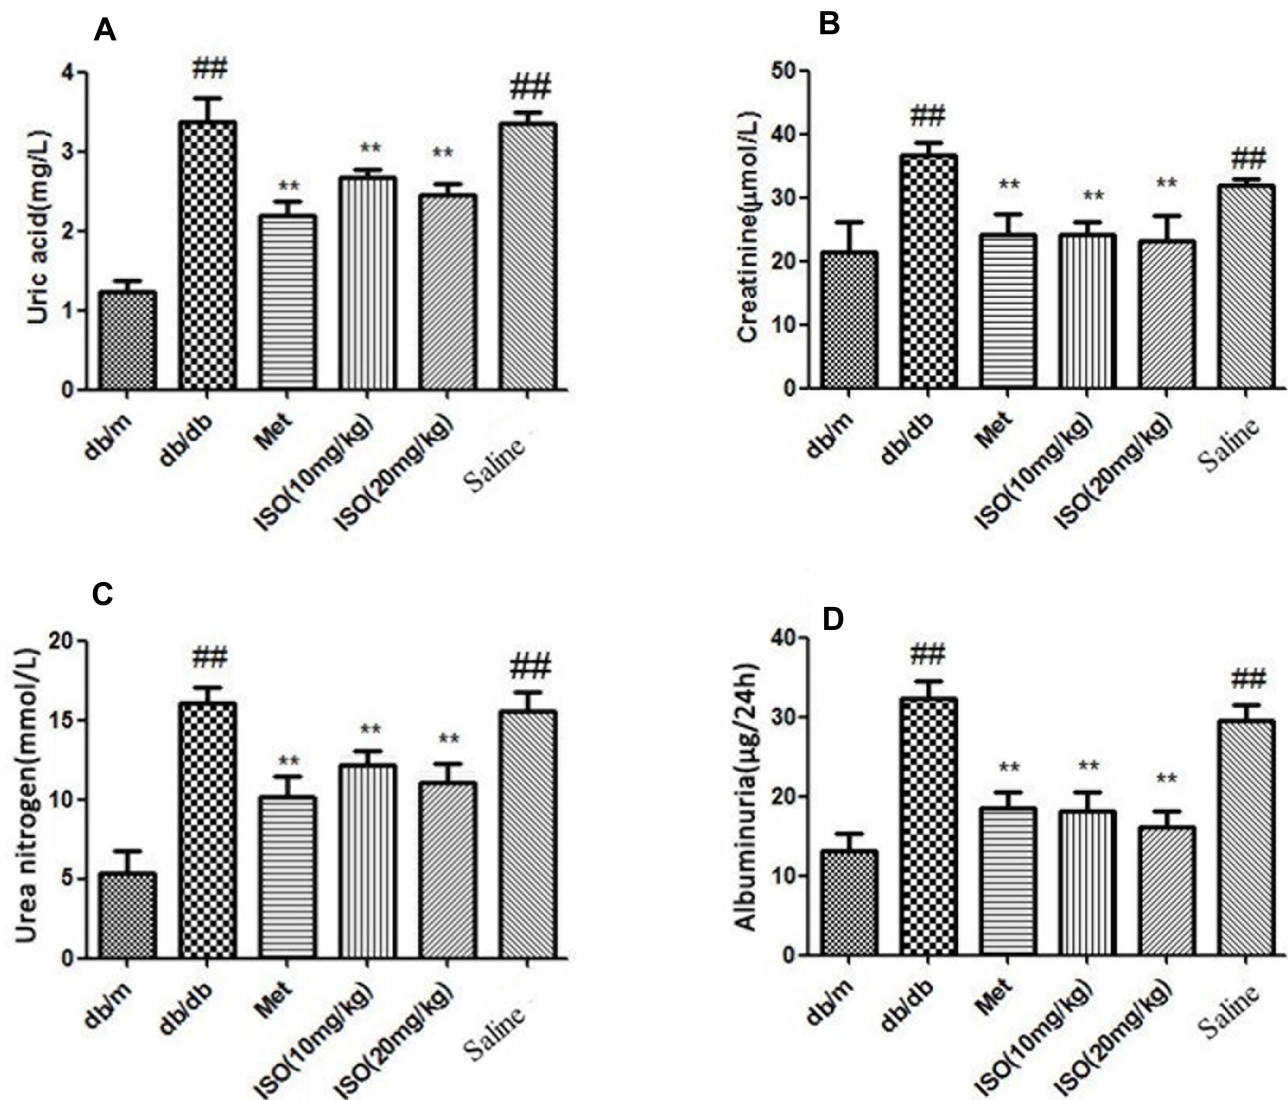 A
Uric acid(mg/L)
4
3
2
1
0
##
**
**
**
##
db/m
db/db
Met
ISO(10mg/kg)
ISO(20mg/kg)
Saline
B
Creatinine(μmol/L)
50
40
30
20
10
0
##
**
**
**
##
db/m
db/db
Met
ISO(10mg/kg)
ISO(20mg/kg)
Saline
C
Urea nitrogen(mmol/L)
20
15
10
5
0
##
**
**
**
##
db/m
db/db
Met
ISO(10mg/kg)
ISO(20mg/kg)
Saline
D
Albuminuria(μg/24h)
40
30
20
10
0
##
**
**
**
##
db/m
db/db
Met
ISO(10mg/kg)
ISO(20mg/kg)
Saline